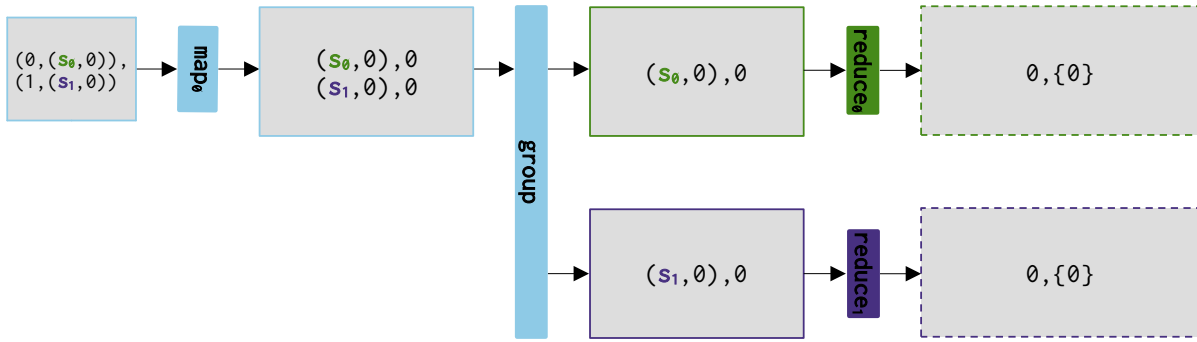 (0,(S₀,0)),
(1,(S₁,0))
map₀
(S₀,0),0
(S₁,0),0
group
(S₀,0),0
reduce₀
0,{0}
(S₁,0),0
reduce₁
0,{0}